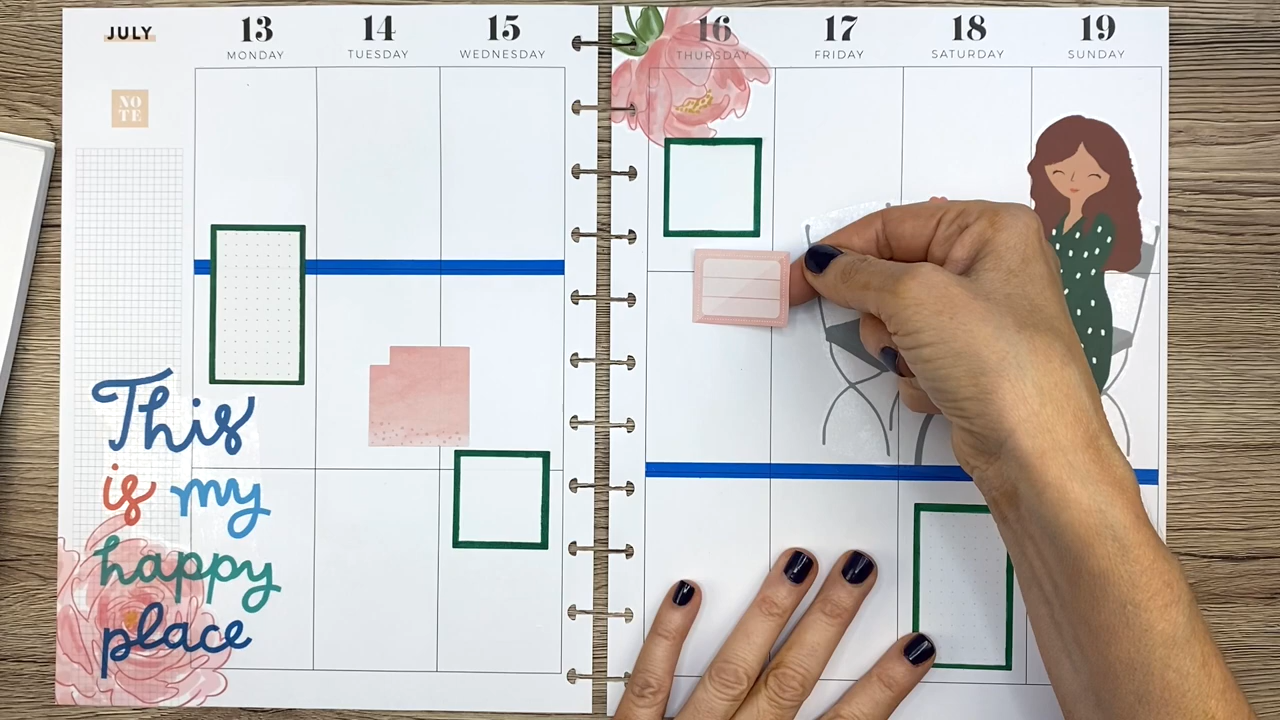 JULY
13 14 15 16 17 18 19
MONDAY TUESDAY WEDNESDAY THURSDAY FRIDAY SATURDAY SUNDAY
NO
TE
This
is my
happy
place